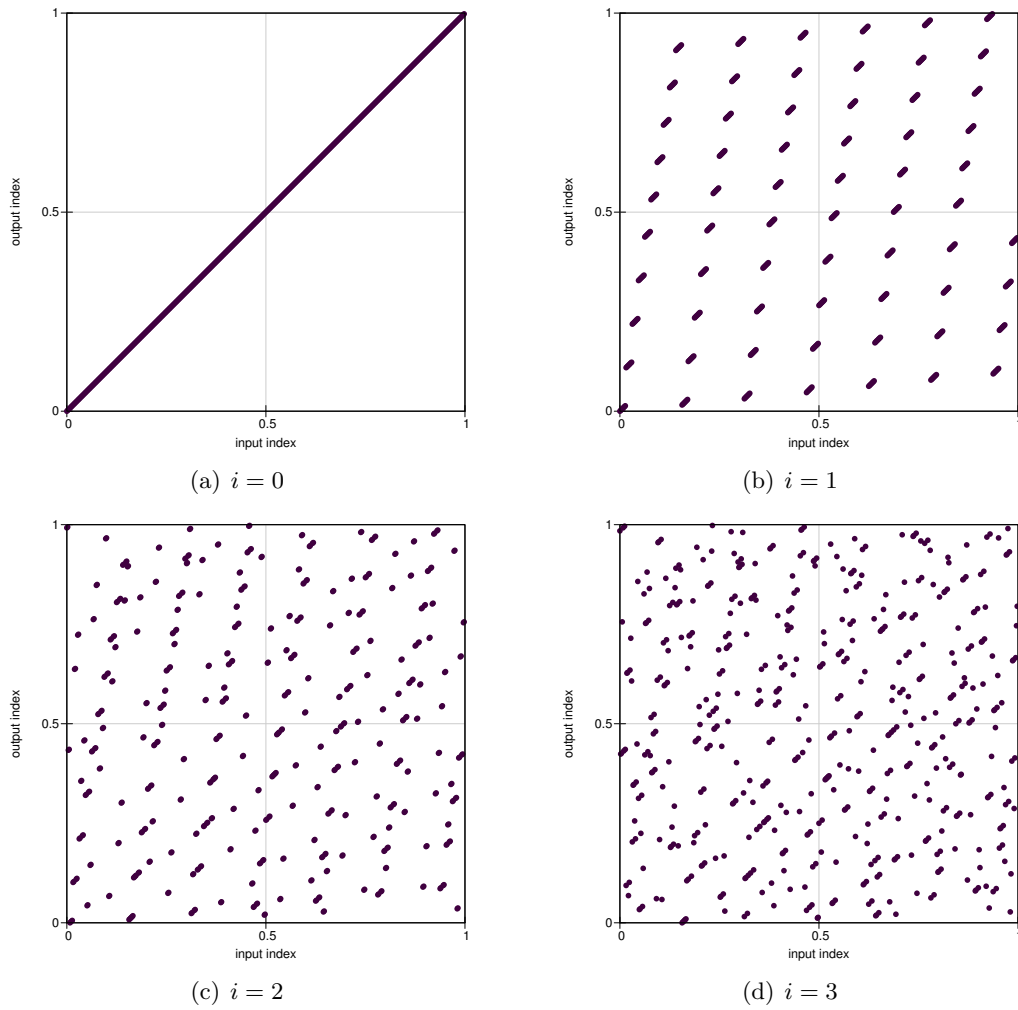 1
0.5
0
0
0.5
1
output index
input index
(a) i = 0
1
0.5
0
0
0.5
output index
input index
(b) i = 1
1
0.5
0
0
0.5
1
output index
input index
(c) i = 2
1
0.5
0
0
0.5
output index
input index
(d) i = 3